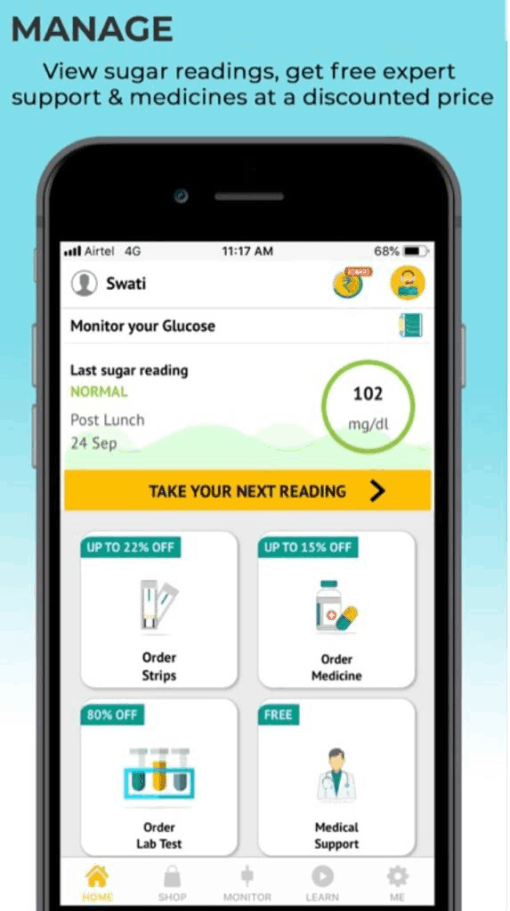 MANAGE
View sugar readings, get free expert
support & medicines at a discounted price
Airtel 4G 11:17 AM 68%
Swati
REWARD
Monitor your Glucose
Last sugar reading
NORMAL
Post Lunch
24 Sep
102
mg/dl
TAKE YOUR NEXT READING
UP TO 22% OFF
Order
Strips
UP TO 15% OFF
Order
Medicine
80% OFF
Order
Lab Test
FREE
Medical
Support
HOME SHOP MONITOR LEARN ME